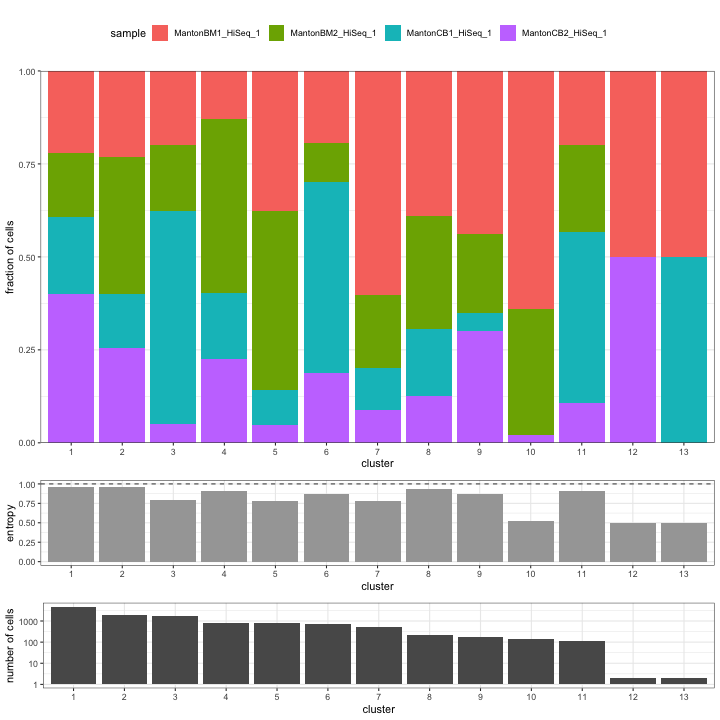 sample MantonBM1_HiSeq_1 MantonBM2_HiSeq_1 MantonCB1_HiSeq_1 MantonCB2_HiSeq_1
fraction of cells
1.00
0.75
0.50
0.25
0.00
1 2 3 4 5 6 7 8 9 10 11 12 13
cluster
entropy
1.00
0.75
0.50
0.25
0.00
1 2 3 4 5 6 7 8 9 10 11 12 13
cluster
number of cells
1000
100
10
1
1 2 3 4 5 6 7 8 9 10 11 12 13
cluster